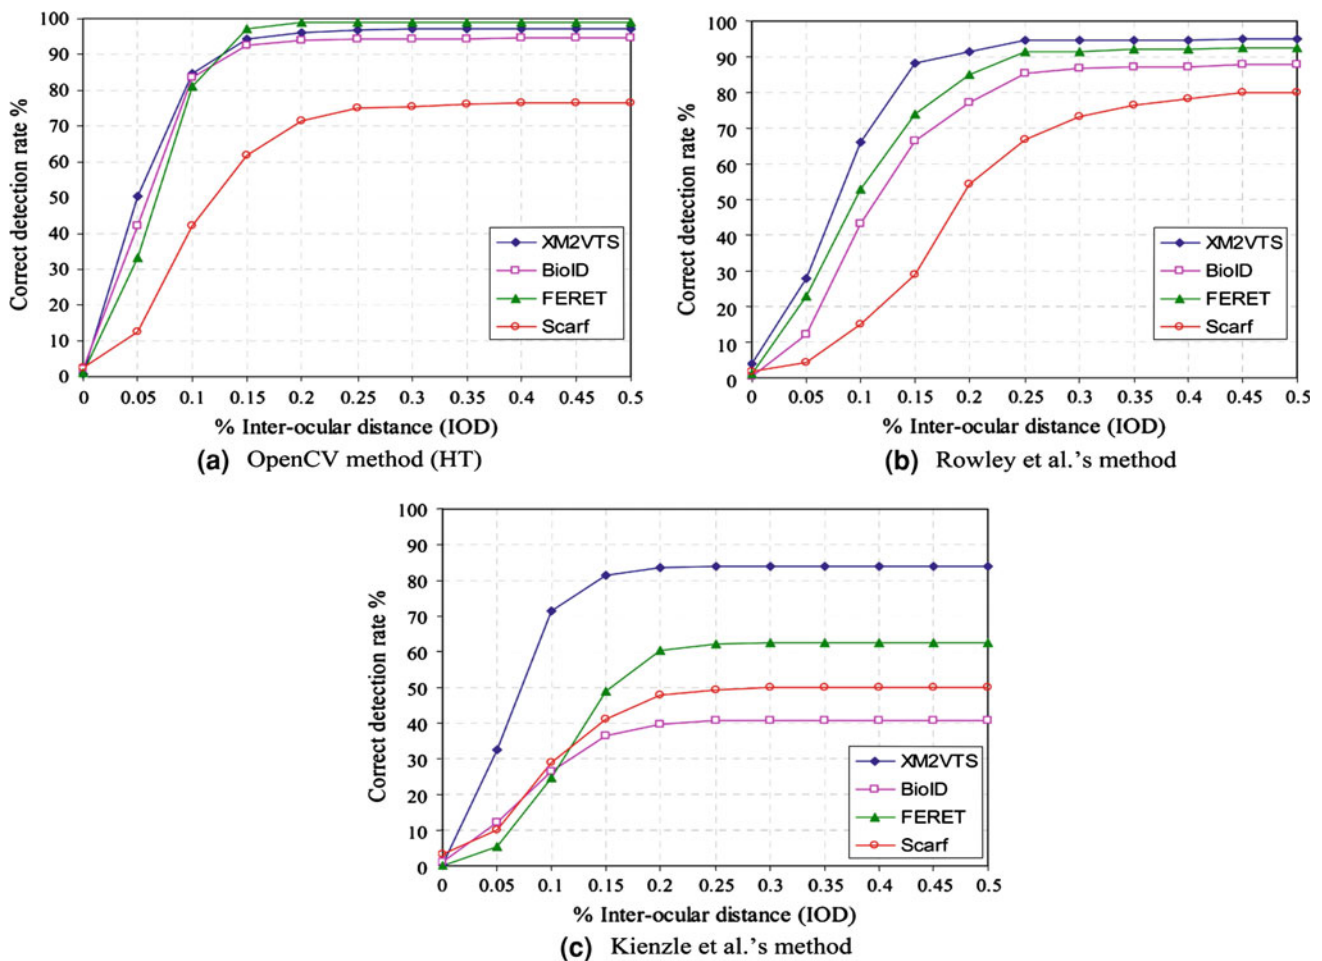 Correct detection rate %
100
90
80
70
60
50
40
30
20
10
0
0 0.05 0.1 0.15 0.2 0.25 0.3 0.35 0.4 0.45 0.5
% Inter-ocular distance (IOD)
XM2VTS
BioID
FERET
Scarf
(a) OpenCV method (HT)
Correct detection rate %
100
90
80
70
60
50
40
30
20
10
0
0 0.05 0.1 0.15 0.2 0.25 0.3 0.35 0.4 0.45 0.5
% Inter-ocular distance (IOD)
XM2VTS
BioID
FERET
Scarf
(b) Rowley et al.'s method
Correct detection rate %
100
90
80
70
60
50
40
30
20
10
0
0 0.05 0.1 0.15 0.2 0.25 0.3 0.35 0.4 0.45 0.5
% Inter-ocular distance (IOD)
XM2VTS
BioID
FERET
Scarf
(c) Kienzle et al.'s method